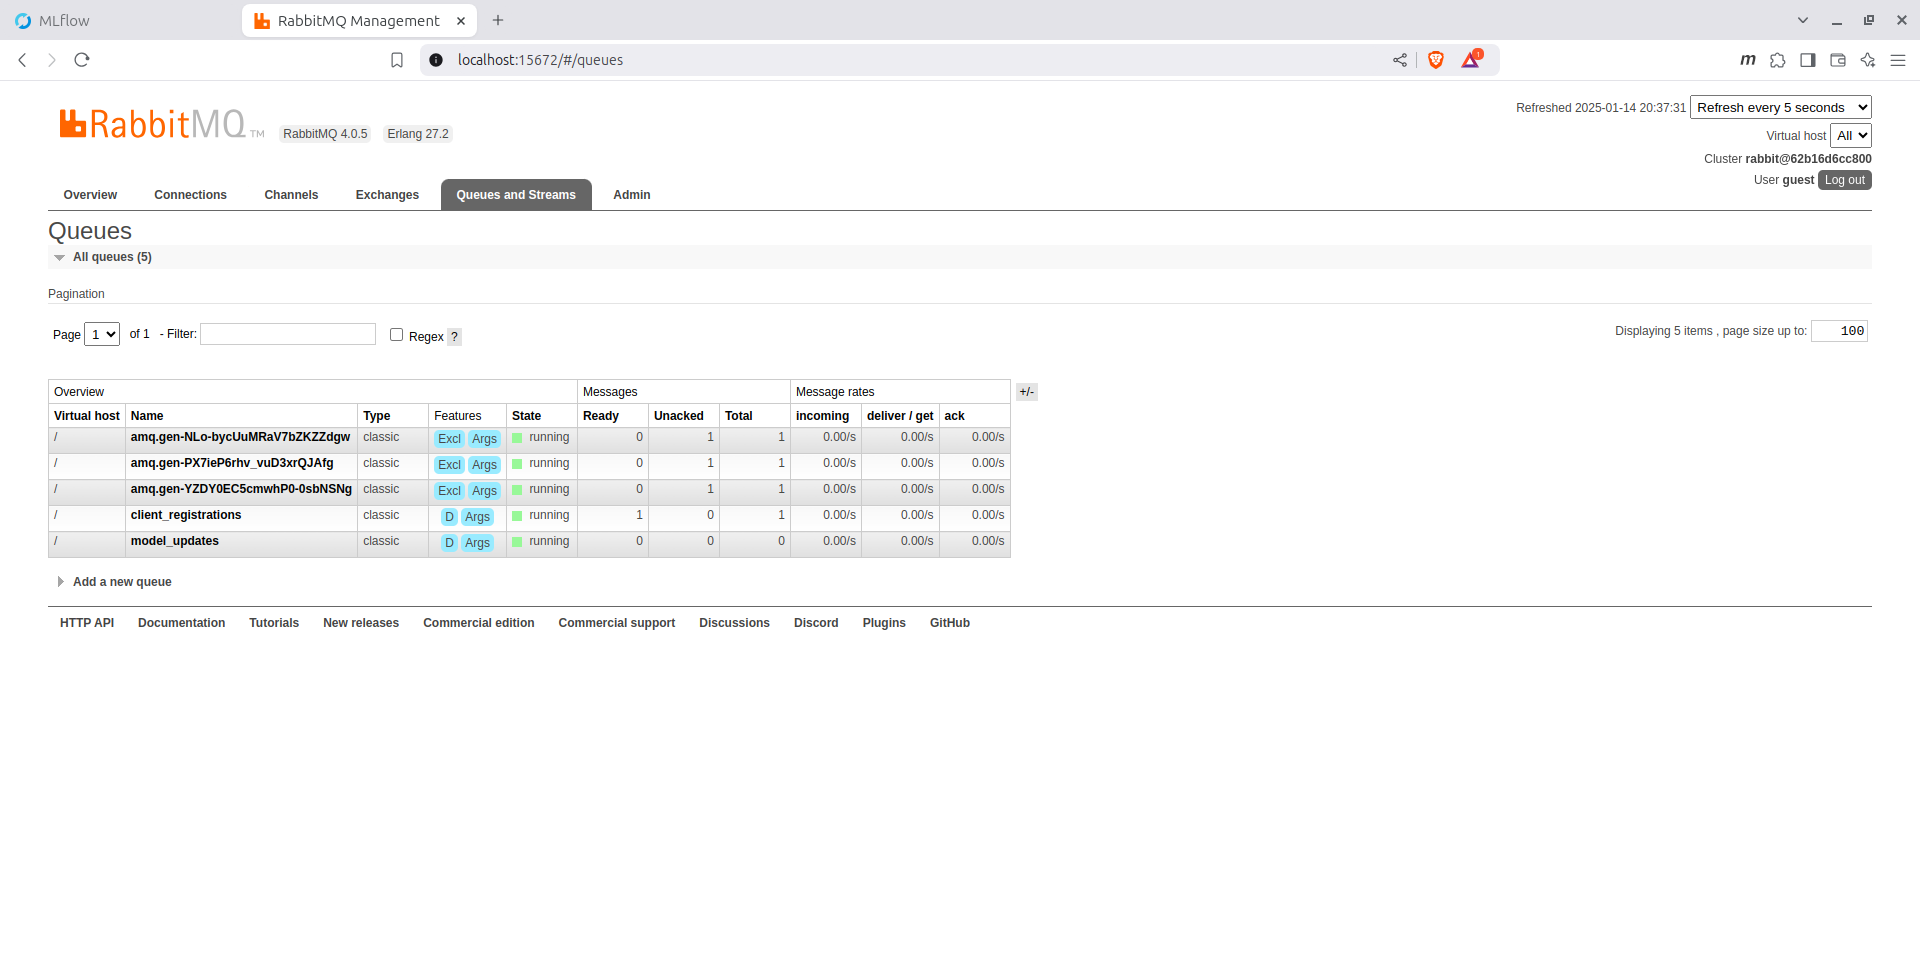 MLflow
RabbitMQ Management
localhost:15672/#/queues
1
m
RabbitMQ TM
RabbitMQ 4.0.5 Erlang 27.2
Refreshed 2025-01-14 20:37:31 Refresh every 5 seconds
Virtual host All
Cluster rabbit@62b16d6cc800
User guest Log out
Overview Connections Channels Exchanges Queues and Streams Admin
Queues
All queues (5)
Pagination
Page 1 of 1 - Filter: Regex ? Displaying 5 items , page size up to: 100
Overview Messages Message rates +/-
Virtual host Name Type Features State Ready Unacked Total incoming deliver / get ack
/ amq.gen-NLo-bycUuMRaV7bZKZZdgw classic Excl Args running 0 1 1 0.00/s 0.00/s 0.00/s
/ amq.gen-PX7ieP6rhv_vuD3xrQJAfg classic Excl Args running 0 1 1 0.00/s 0.00/s 0.00/s
/ amq.gen-YZDY0EC5cmwhP0-0sbNSNg classic Excl Args running 0 1 1 0.00/s 0.00/s 0.00/s
/ client_registrations classic D Args running 1 0 1 0.00/s 0.00/s 0.00/s
/ model_updates classic D Args running 0 0 0 0.00/s 0.00/s 0.00/s
Add a new queue
HTTP API Documentation Tutorials New releases Commercial edition Commercial support Discussions Discord Plugins GitHub